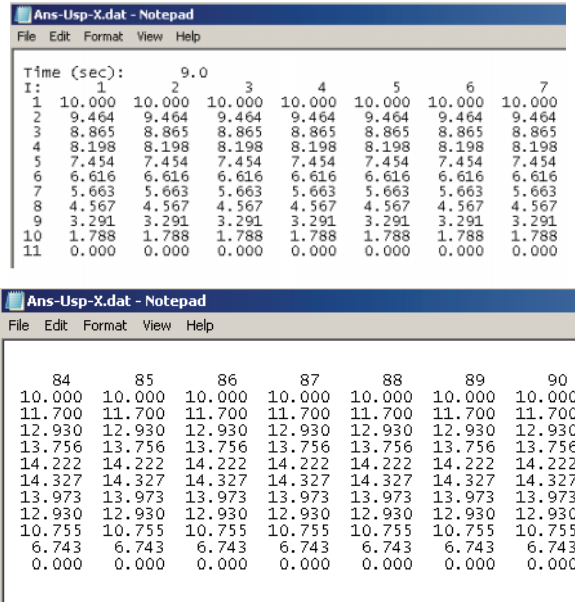 Ans-Usp-X.dat - Notepad
File Edit Format View Help
Time (sec): 9.0
I: 1 2 3 4 5 6 7
1 10.000 10.000 10.000 10.000 10.000 10.000 10.000
2 9.464 9.464 9.464 9.464 9.464 9.464 9.464
3 8.865 8.865 8.865 8.865 8.865 8.865 8.865
4 8.198 8.198 8.198 8.198 8.198 8.198 8.198
5 7.454 7.454 7.454 7.454 7.454 7.454 7.454
6 6.616 6.616 6.616 6.616 6.616 6.616 6.616
7 5.663 5.663 5.663 5.663 5.663 5.663 5.663
8 4.567 4.567 4.567 4.567 4.567 4.567 4.567
9 3.291 3.291 3.291 3.291 3.291 3.291 3.291
10 1.788 1.788 1.788 1.788 1.788 1.788 1.788
11 0.000 0.000 0.000 0.000 0.000 0.000 0.000
Ans-Usp-X.dat - Notepad
File Edit Format View Help
84 85 86 87 88 89 90
10.000 10.000 10.000 10.000 10.000 10.000 10.000
11.700 11.700 11.700 11.700 11.700 11.700 11.700
12.930 12.930 12.930 12.930 12.930 12.930 12.930
13.756 13.756 13.756 13.756 13.756 13.756 13.756
14.222 14.222 14.222 14.222 14.222 14.222 14.222
14.327 14.327 14.327 14.327 14.327 14.327 14.327
13.973 13.973 13.973 13.973 13.973 13.973 13.973
12.930 12.930 12.930 12.930 12.930 12.930 12.930
10.755 10.755 10.755 10.755 10.755 10.755 10.755
6.743 6.743 6.743 6.743 6.743 6.743 6.743
0.000 0.000 0.000 0.000 0.000 0.000 0.000